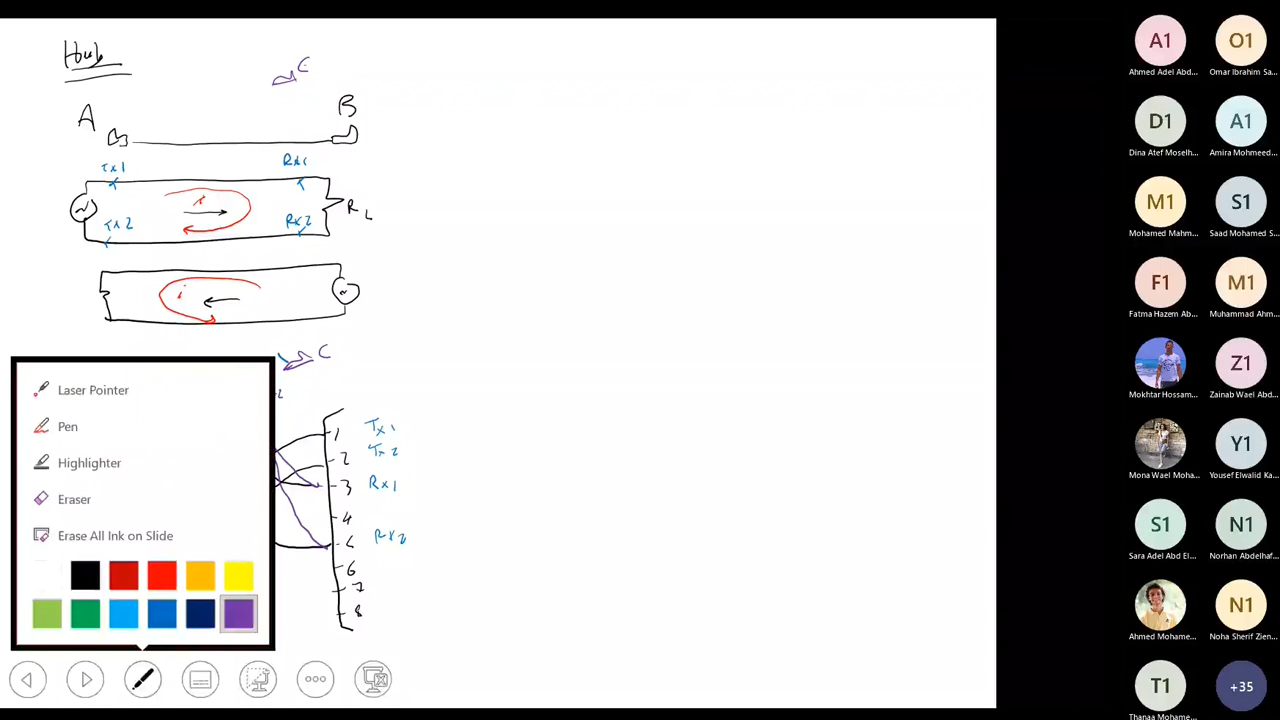 Hub
C
A
B
Tx1
Rx1
i
Tx2
Rx2
RL
i
C
1 Tx1
2 Tx2
3 Rx1
4
Rx2
6
7
8
Laser Pointer
Pen
Highlighter
Eraser
Erase All Ink on Slide
A1
O1
Ahmed Adel Abd...
Omar Ibrahim Sa...
D1
A1
Dina Atef Moselh...
Amira Mohmeed...
M1
S1
Mohamed Mahm...
Saad Mohamed S...
F1
M1
Fatma Hazem Ab...
Muhammad Ahm...
Z1
Mokhtar Hossam...
Zainab Wael Abd...
Y1
Mona Wael Moha...
Yousef Elwalid Ka...
S1
N1
Sara Adel Abd El...
Norhan Abdelhaf...
N1
Ahmed Mohame...
Noha Sherif Zien...
T1
+35
Thanaa Mohame...